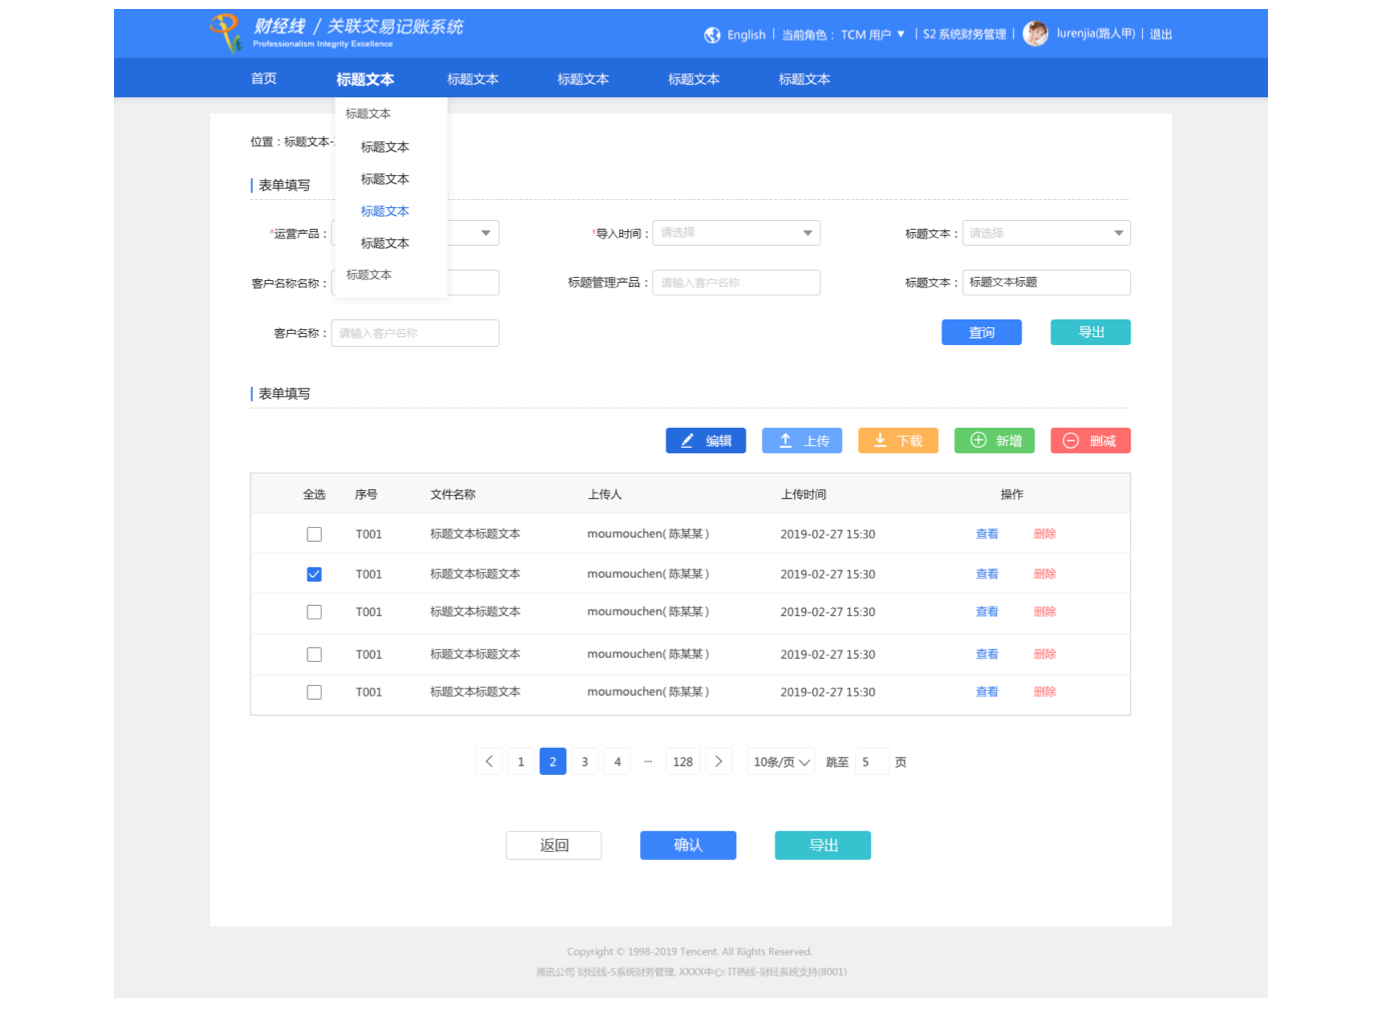 财经线 / 关联交易记账系统
Professionalism Integrity Excellence
English | 当前角色： TCM 用户 ▼ | S2 系统财务管理 | lurenjia(路人甲) | 退出
首页 标题文本 标题文本 标题文本 标题文本 标题文本
标题文本
位置：标题文本-
标题文本
标题文本
表单填写
标题文本
标题文本
标题文本
*运营产品：
*导入时间： 请选择
标题文本： 请选择
客户名称名称：
标题管理产品： 请输入客户名称
标题文本： 标题文本标题
客户名称： 请输入客户名称
查询 导出
表单填写
编辑 上传 下载 新增 删减
全选 序号 文件名称 上传人 上传时间 操作
T001 标题文本标题文本 moumouchen( 陈某某 ) 2019-02-27 15:30 查看 删除
T001 标题文本标题文本 moumouchen( 陈某某 ) 2019-02-27 15:30 查看 删除
T001 标题文本标题文本 moumouchen( 陈某某 ) 2019-02-27 15:30 查看 删除
T001 标题文本标题文本 moumouchen( 陈某某 ) 2019-02-27 15:30 查看 删除
T001 标题文本标题文本 moumouchen( 陈某某 ) 2019-02-27 15:30 查看 删除
1 2 3 4 ··· 128 10条/页 跳至 5 页
返回 确认 导出
Copyright © 1998-2019 Tencent. All Rights Reserved.
腾讯公司 财经线-S系统财务管理, XXXX中心: IT热线-财经系统支持(8001)